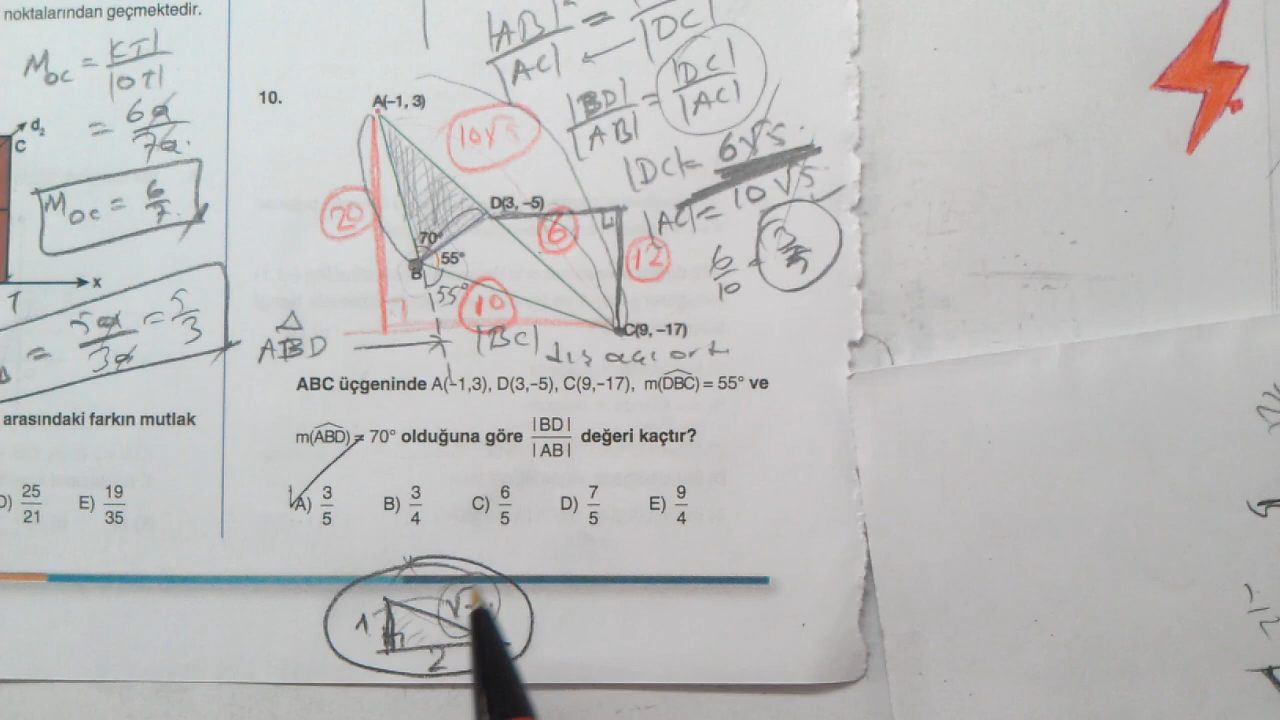 noktalarından geçmektedir.
M_OC = |CT| / |OT|
= 6a / 7a
M_OC = 6/7
d₂
C
x
T
= 5a / 3a = 5/3
arasındaki farkın mutlak
25/21 E) 19/35
10.
A(-1, 3)
10√5
20
D(3, -5)
6
12
70°
55°
B
55°
10
C(9, -17)
ABD
|BC|
dış açıort
|AB| / |AC|
|DC|
|BD| / |AB| = |DC| / |AC|
|DC| = 6√5
|AC| = 10√5
6/10 = 3/5
ABC üçgeninde A(-1,3), D(3,-5), C(9,-17), m(DBC) = 55° ve
m(ABD) = 70° olduğuna göre |BD| / |AB| değeri kaçtır?
A) 3/5 B) 3/4 C) 6/5 D) 7/5 E) 9/4
1
2